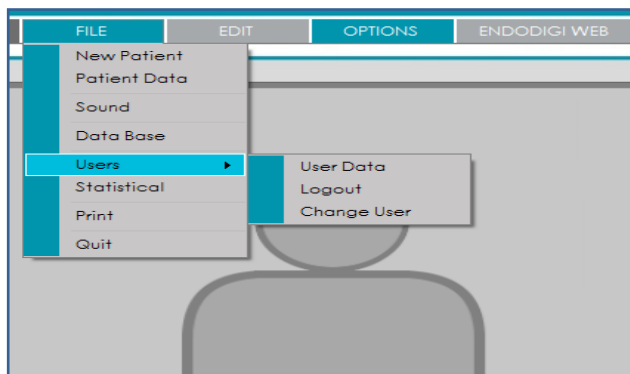 FILE EDIT OPTIONS ENDODIGI WEB
New Patient
Patient Data
Sound
Data Base
Users
User Data
Logout
Change User
Statistical
Print
Quit